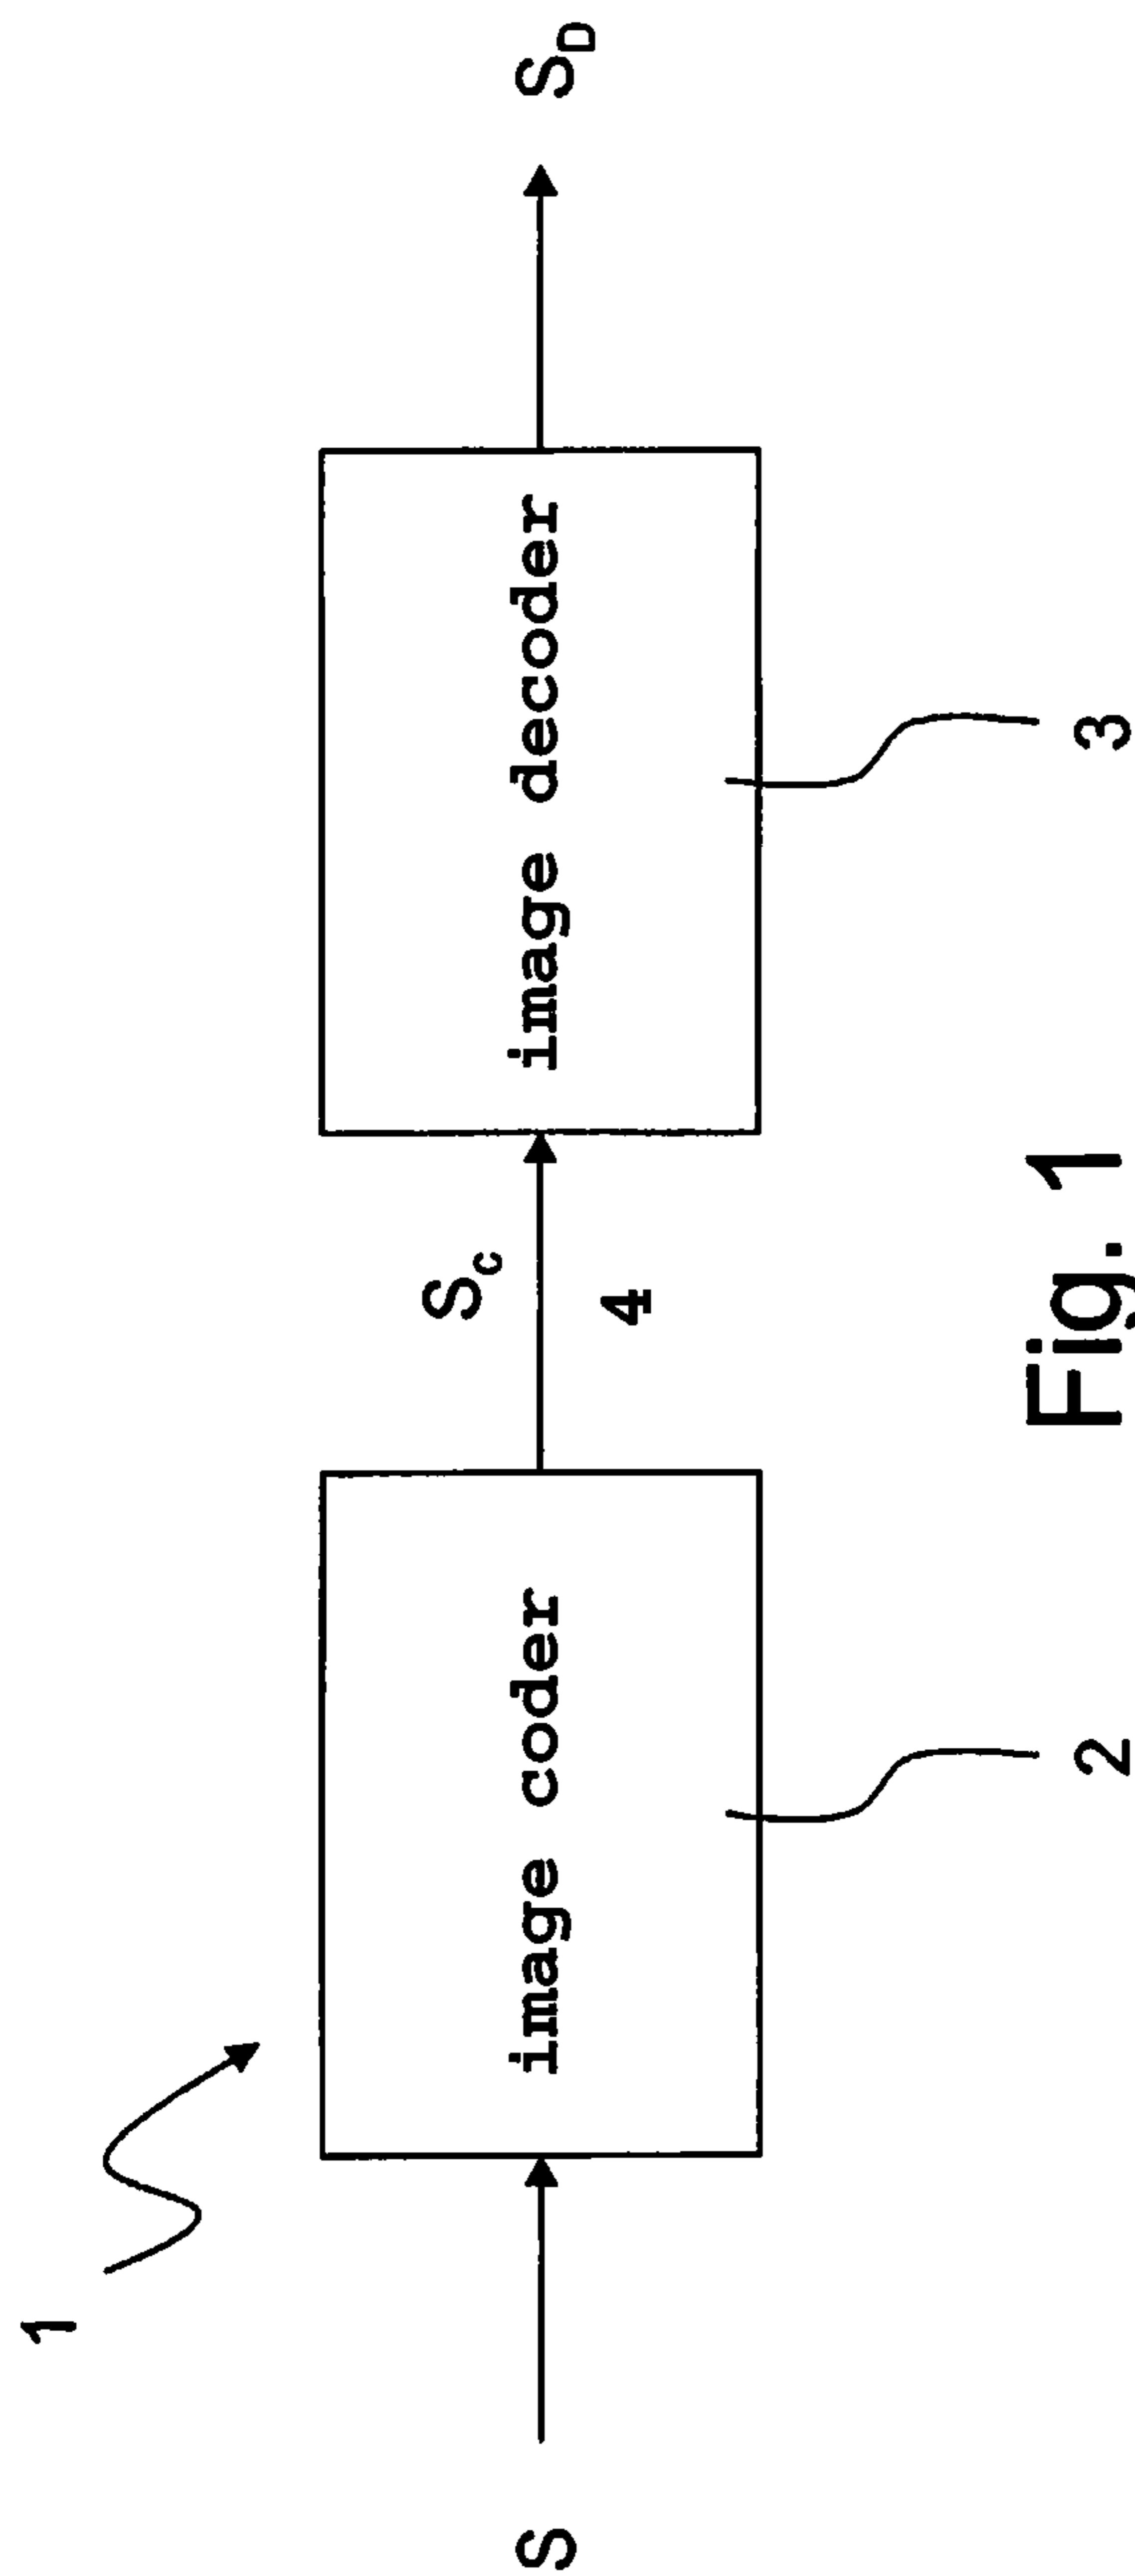 1
S
image coder
2
S_c
4
image decoder
3
S_D
Fig. 1